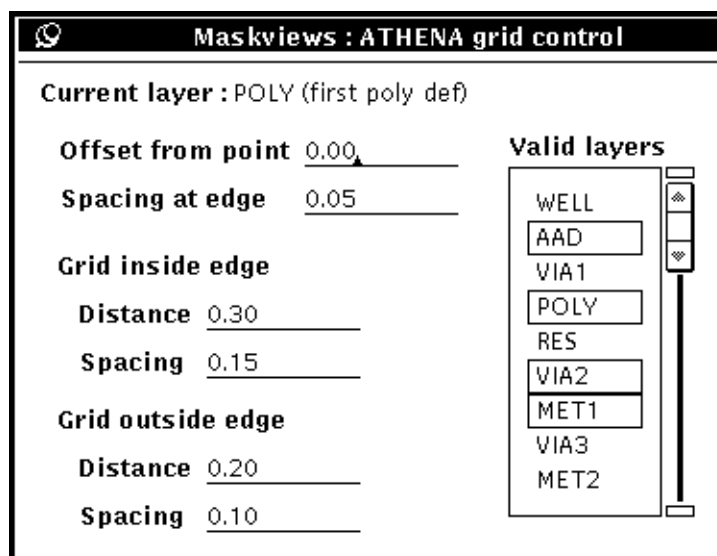 Maskviews : ATHENA grid control
Current layer : POLY (first poly def)
Offset from point 0.00
Spacing at edge 0.05
Grid inside edge
Distance 0.30
Spacing 0.15
Grid outside edge
Distance 0.20
Spacing 0.10
Valid layers
WELL
AAD
VIA1
POLY
RES
VIA2
MET1
VIA3
MET2